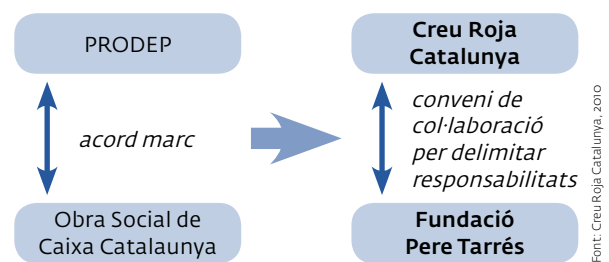 PRODEP
acord marc
Obra Social de
Caixa Catalaunya
Creu Roja
Catalunya
conveni de
col·laboració
per delimitar
responsabilitats
Fundació
Pere Tarrés
Font: Creu Roja Catalunya, 2010